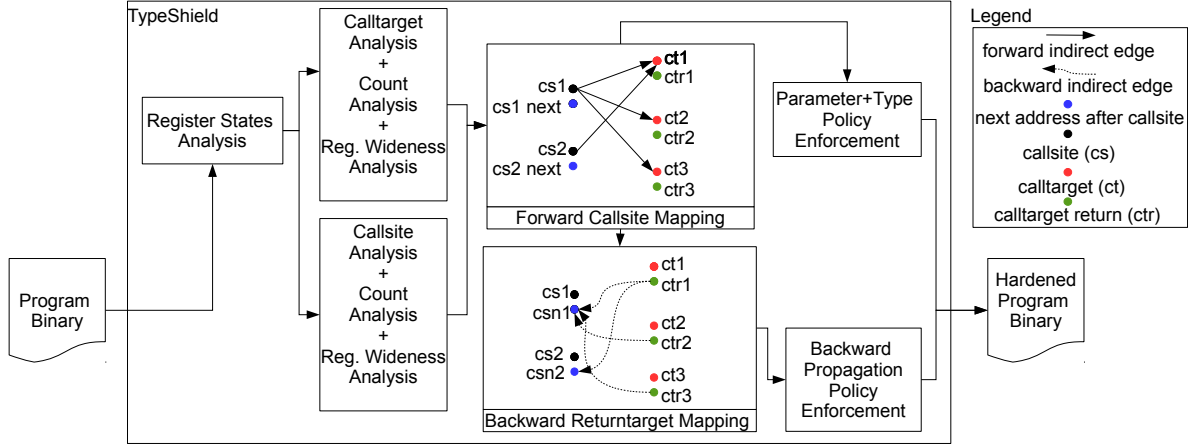 TypeShield
Program
Binary
Register States
Analysis
Calltarget
Analysis
+
Count
Analysis
+
Reg. Wideness
Analysis
Callsite
Analysis
+
Count
Analysis
+
Reg. Wideness
Analysis
cs1
cs1 next
cs2
cs2 next
ct1
ctr1
ct2
ctr2
ct3
ctr3
Forward Callsite Mapping
cs1
csn1
cs2
csn2
ct1
ctr1
ct2
ctr2
ct3
ctr3
Backward Returntarget Mapping
Parameter+Type
Policy
Enforcement
Backward
Propagation
Policy
Enforcement
Hardened
Program
Binary
Legend
forward indirect edge
backward indirect edge
next address after callsite
callsite (cs)
calltarget (ct)
calltarget return (ctr)